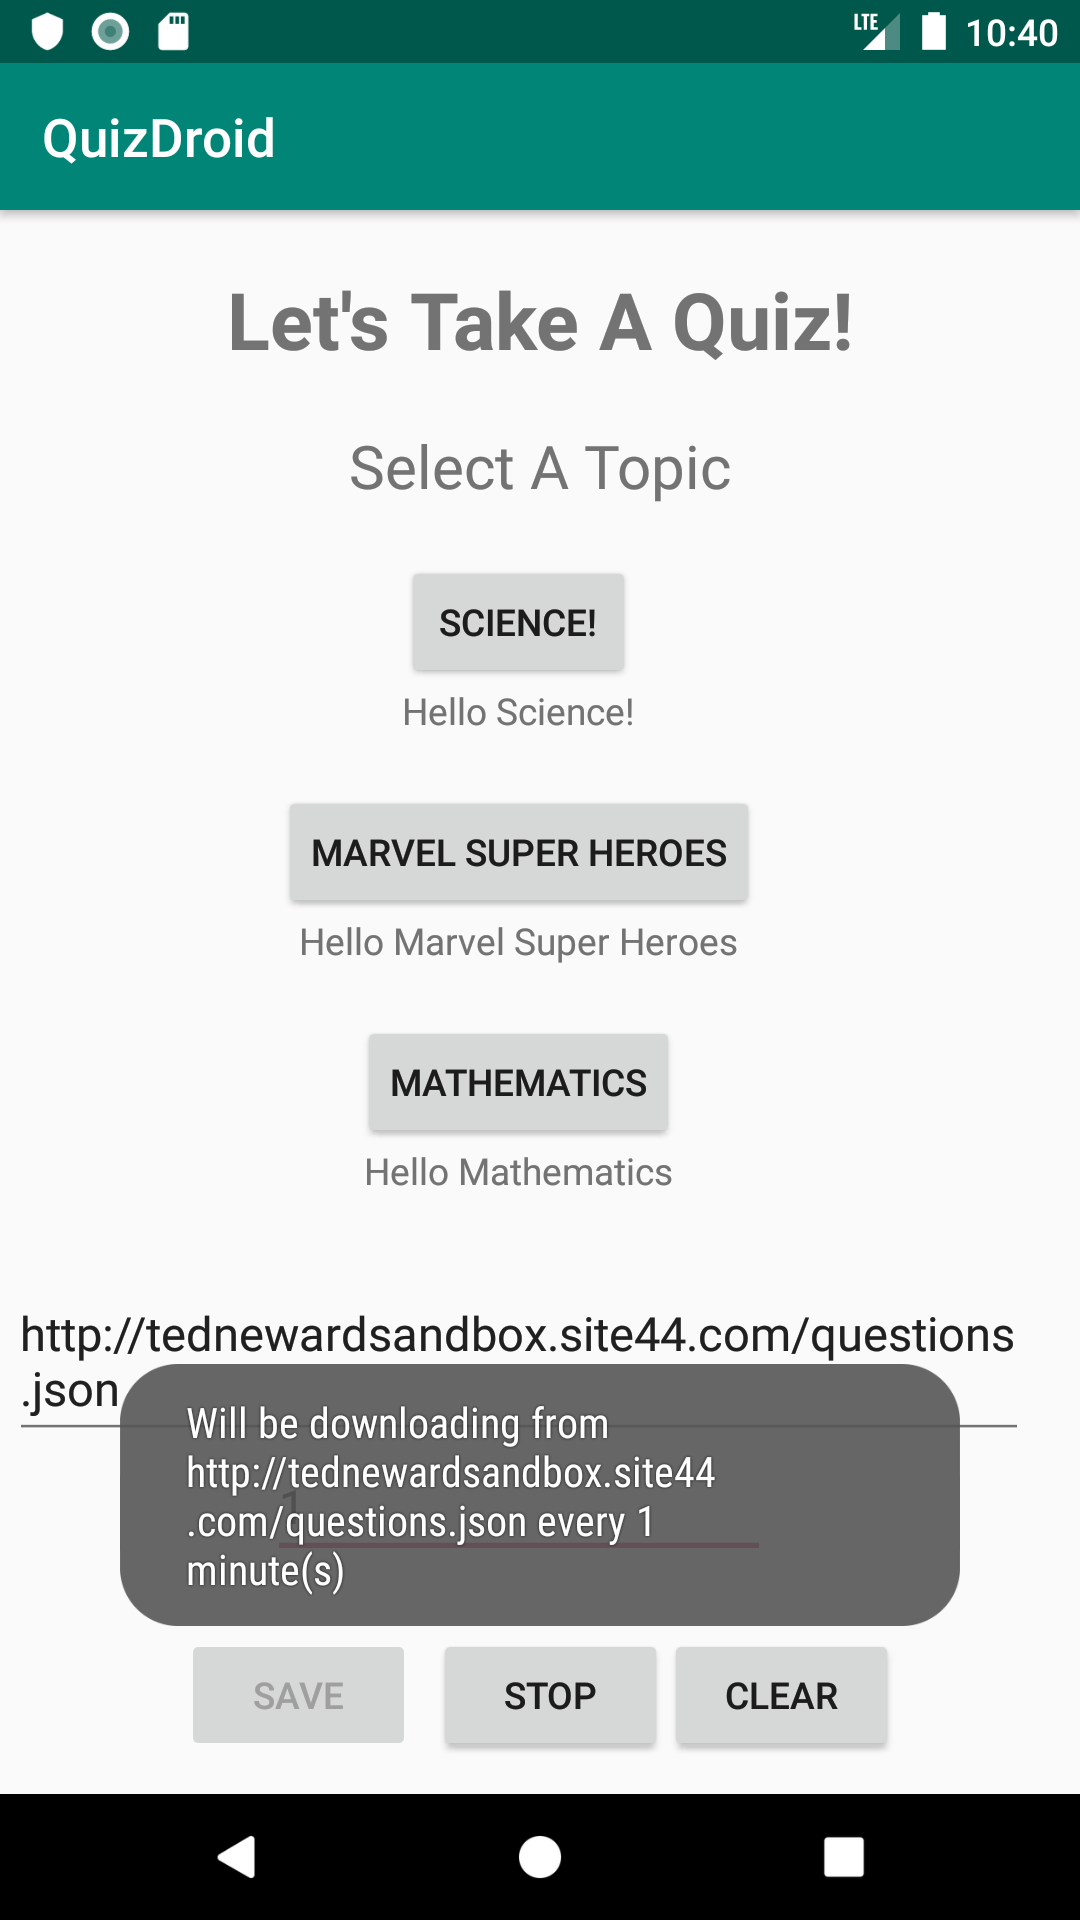 LTE 10:40
QuizDroid
Let's Take A Quiz!
Select A Topic
SCIENCE!
Hello Science!
MARVEL SUPER HEROES
Hello Marvel Super Heroes
MATHEMATICS
Hello Mathematics
http://tednewardsandbox.site44.com/questions
.json
Will be downloading from
http://tednewardsandbox.site44
1
.com/questions.json every 1
minute(s)
SAVE STOP CLEAR